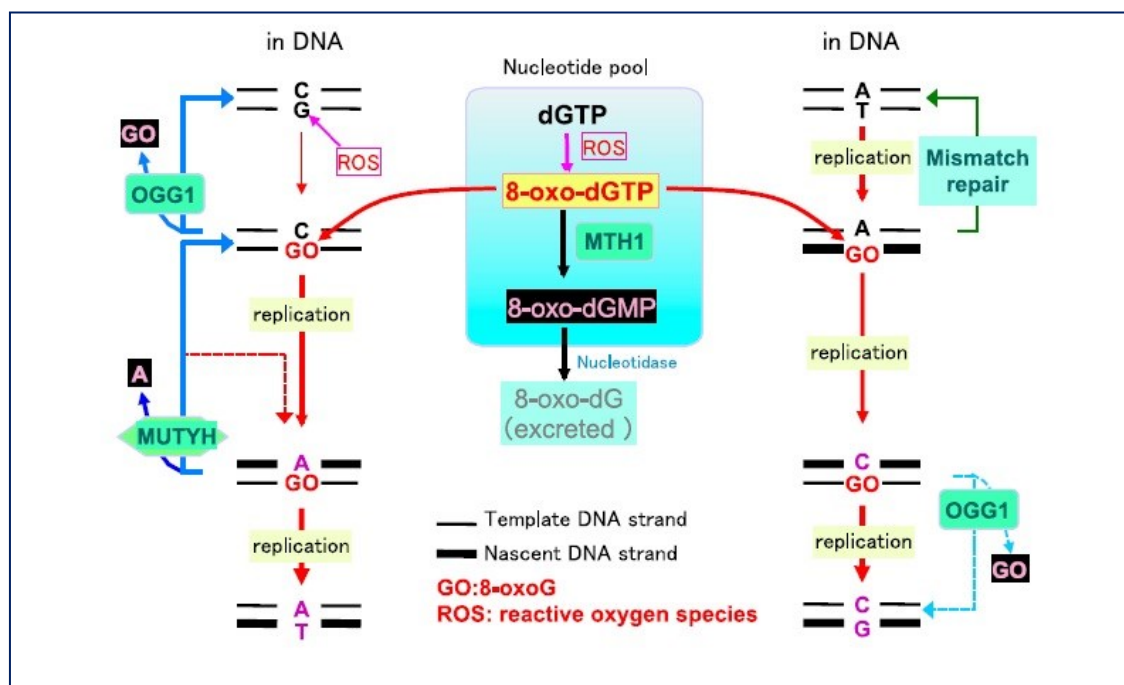 in DNA
C
G
ROS
GO
OGG1
C
GO
replication
A
MUTYH
A
GO
replication
A
T
Nucleotide pool
dGTP
ROS
8-oxo-dGTP
MTH1
8-oxo-dGMP
Nucleotidase
8-oxo-dG
(excreted )
Template DNA strand
Nascent DNA strand
GO:8-oxoG
ROS: reactive oxygen species
in DNA
A
T
replication
Mismatch
repair
A
GO
replication
C
GO
OGG1
replication
GO
C
G